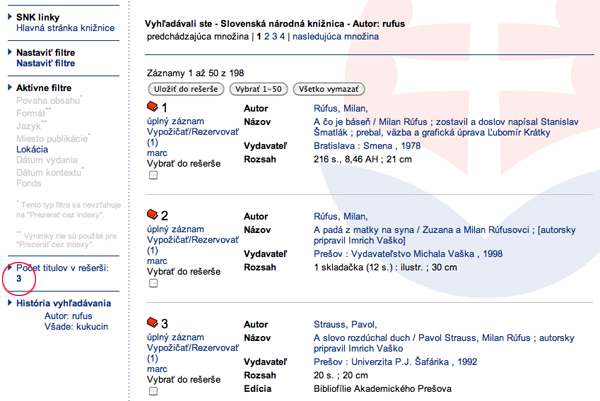 SNK linky
Hlavná stránka knižnice
Nastaviť filtre
Nastaviť filtre
Aktívne filtre
Povaha obsahu*
Formát**
Jazyk**
Miesto publikácie*
Lokácia
Dátum vydania
Dátum kontextu*
Fonds
* Tento typ filtra sa nevzťahuje
na "Prezerať cez indexy".
** Výnimky nie sú použité pre
"Prezerať cez indexy".
Počet titulov v rešerši:
3
História vyhľadávania
Autor: rufus
Všade: kukucin
Vyhľadávali ste - Slovenská národná knižnica - Autor: rufus
predchádzajúca množina | 1 2 3 4 | nasledujúca množina
Záznamy 1 až 50 z 198
Uložiť do rešerše Vybrať 1-50 Všetko vymazať
1
úplný záznam
Vypožičať/Rezervovať
(1)
marc
Vybrať do rešerše
Autor Rúfus, Milan,
Názov A čo je báseň / Milan Rúfus ; zostavil a doslov napísal Stanislav
Šmatlák ; prebal, väzba a grafická úprava Ľubomír Krátky
Vydavateľ Bratislava : Smena , 1978
Rozsah 216 s., 8,46 AH ; 21 cm
2
úplný záznam
Vypožičať/Rezervovať
(1)
marc
Vybrať do rešerše
Autor Rúfus, Milan,
Názov A padá z matky na syna / Zuzana a Milan Rúfusovci ; [autorsky
pripravil Imrich Vaško]
Vydavateľ Prešov : Vydavateľstvo Michala Vaška , 1998
Rozsah 1 skladačka (12 s.) : ilustr. ; 30 cm
3
úplný záznam
Vypožičať/Rezervovať
(1)
marc
Vybrať do rešerše
Autor Strauss, Pavol,
Názov A slovo rozdúchal duch / Pavol Strauss, Milan Rúfus ; autorsky
pripravil Imrich Vaško
Vydavateľ Prešov : Univerzita P.J. Šafárika , 1992
Rozsah 20 s. ; 20 cm
Edícia Bibliofílie Akademického Prešova